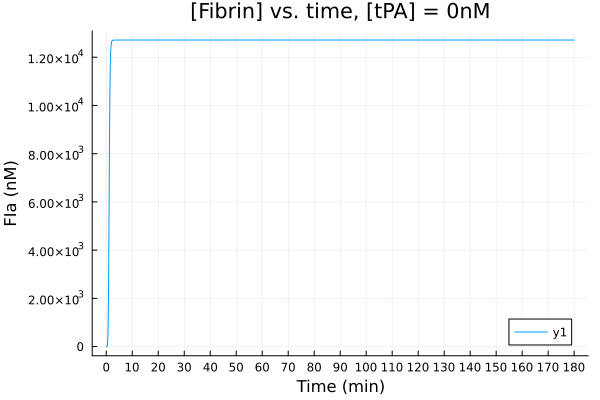 [Fibrin] vs. time, [tPA] = 0nM
FIa (nM)
1.20×10⁴
1.00×10⁴
8.00×10³
6.00×10³
4.00×10³
2.00×10³
0
y1
0 10 20 30 40 50 60 70 80 90 100 110 120 130 140 150 160 170 180
Time (min)